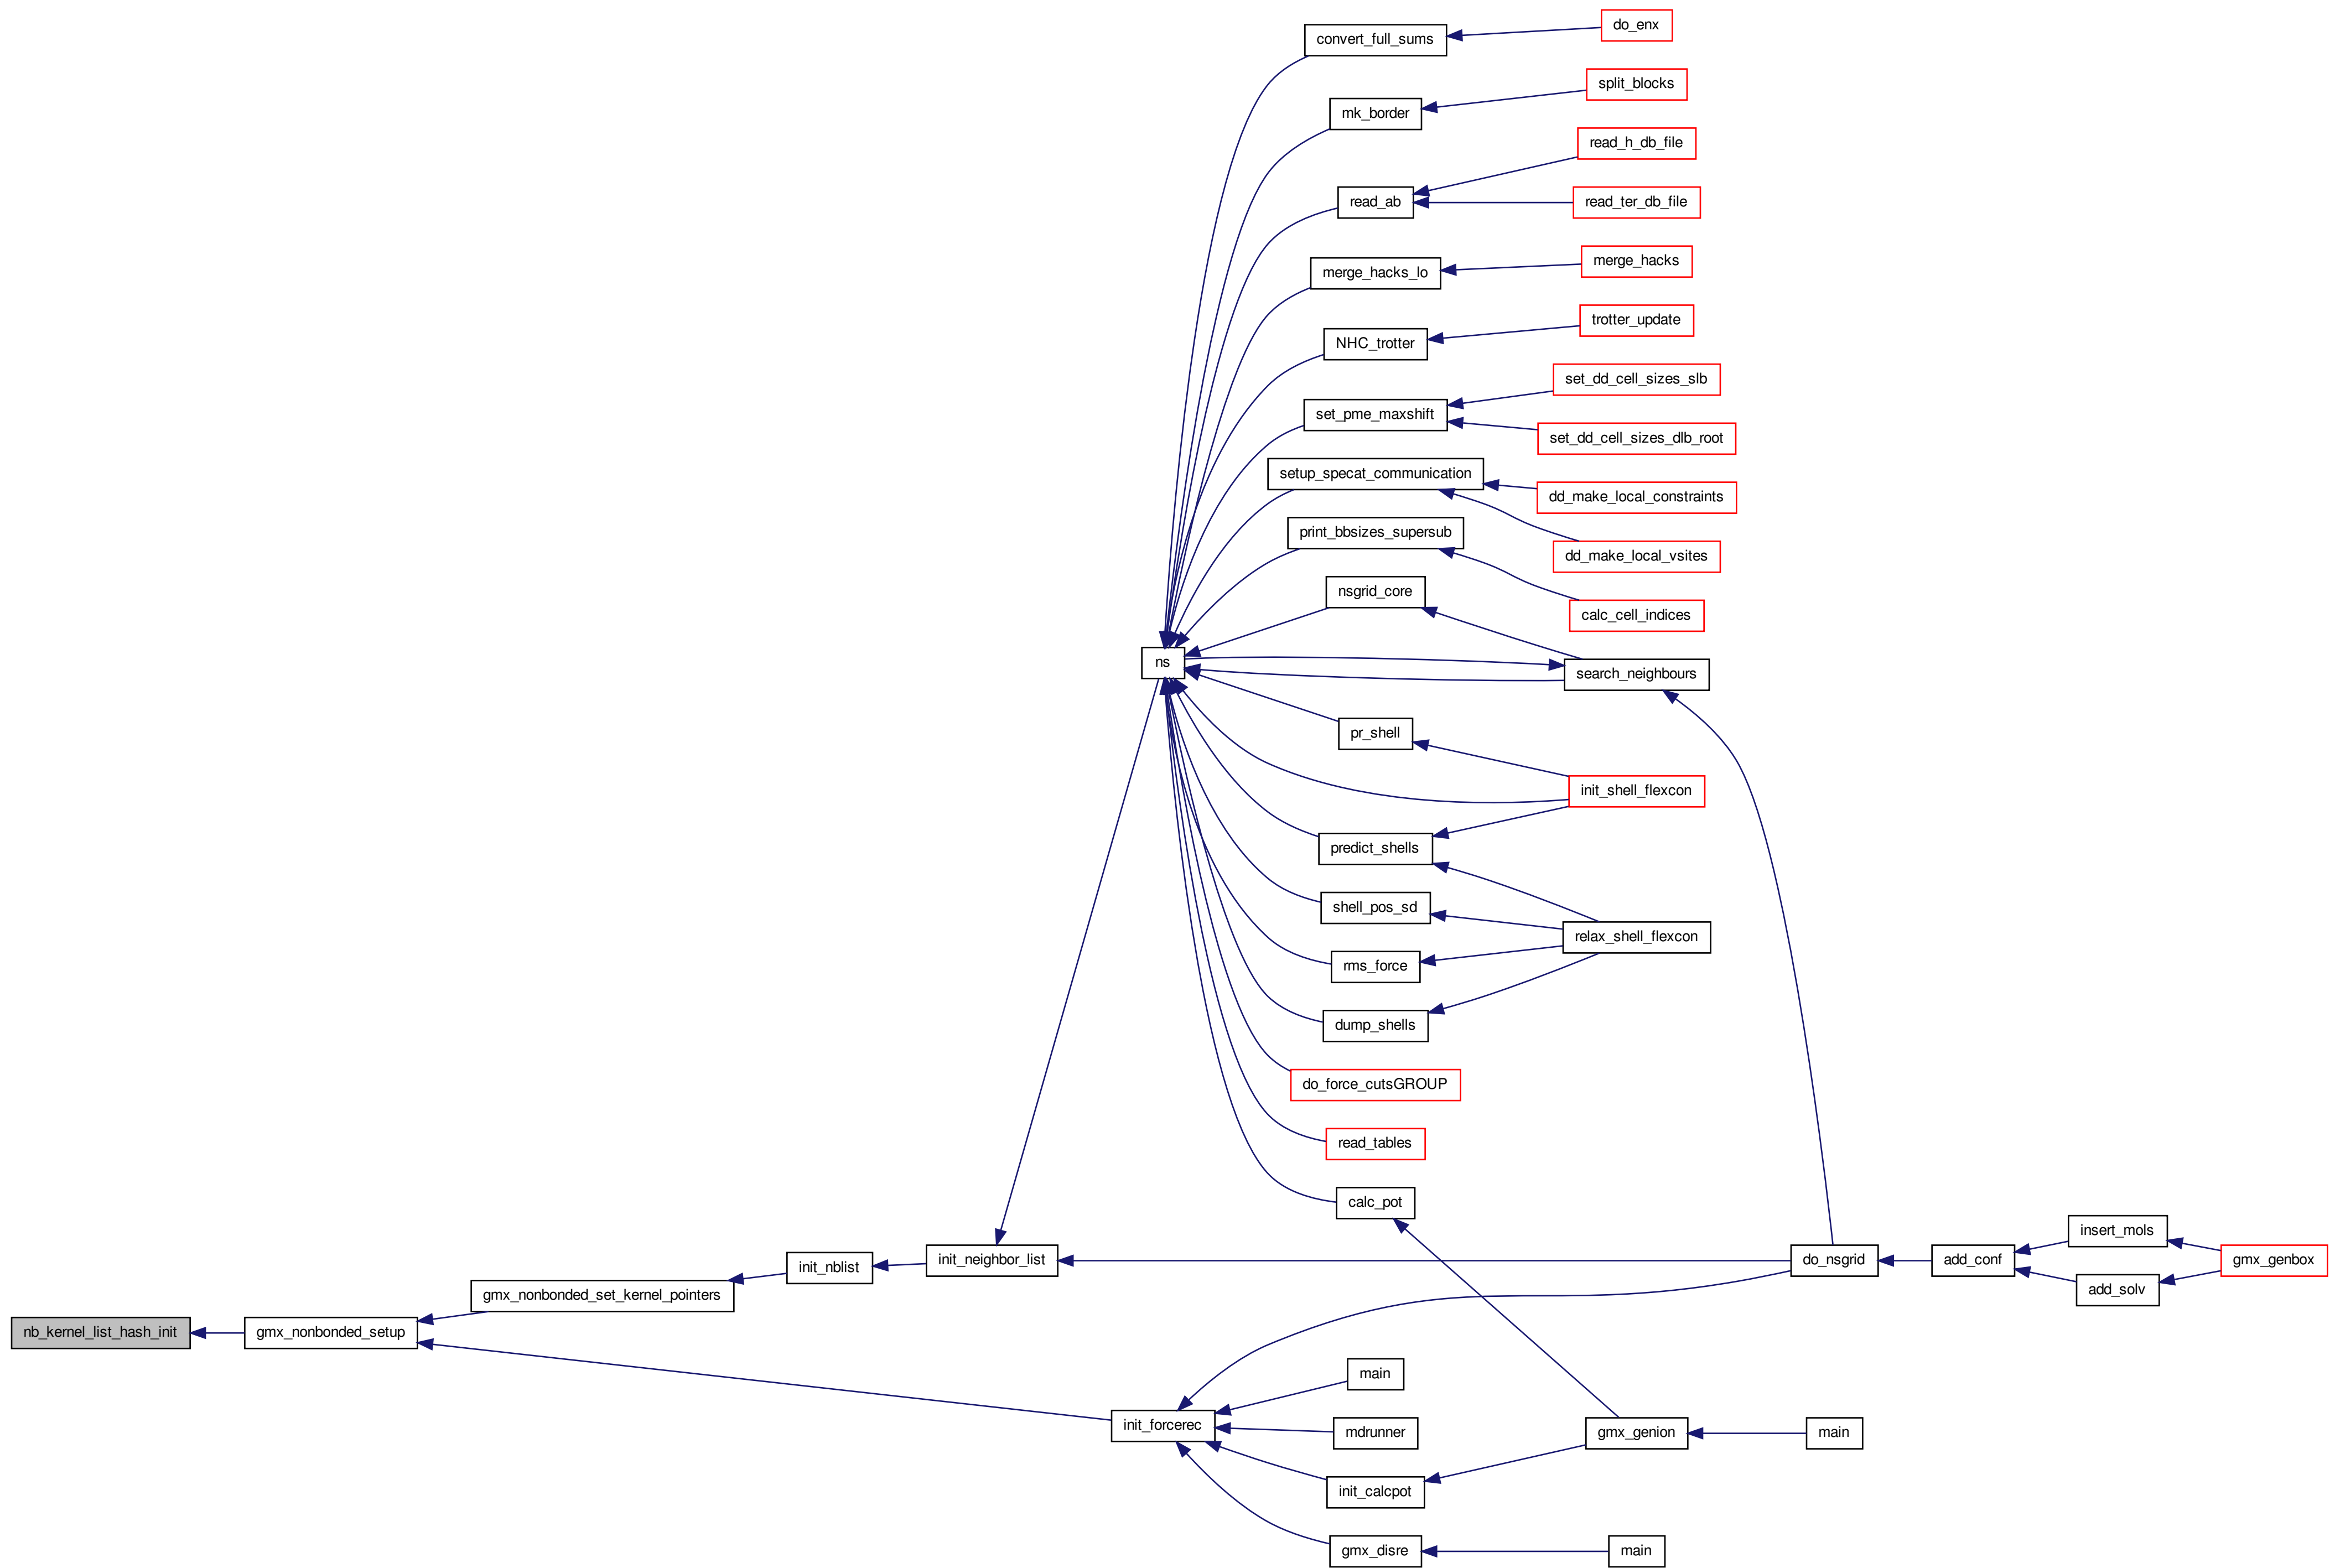 nb_kernel_list_hash_init
gmx_nonbonded_setup
gmx_nonbonded_set_kernel_pointers
init_nblist
init_neighbor_list
ns
convert_full_sums
do_enx
mk_border
split_blocks
read_ab
read_h_db_file
read_ter_db_file
merge_hacks_lo
merge_hacks
NHC_trotter
trotter_update
set_pme_maxshift
set_dd_cell_sizes_slb
set_dd_cell_sizes_dlb_root
setup_specat_communication
dd_make_local_constraints
dd_make_local_vsites
print_bbsizes_supersub
calc_cell_indices
nsgrid_core
search_neighbours
pr_shell
init_shell_flexcon
predict_shells
shell_pos_sd
relax_shell_flexcon
rms_force
dump_shells
do_force_cutsGROUP
read_tables
calc_pot
do_nsgrid
add_conf
insert_mols
add_solv
gmx_genbox
init_forcerec
main
mdrunner
init_calcpot
gmx_genion
main
gmx_disre
main